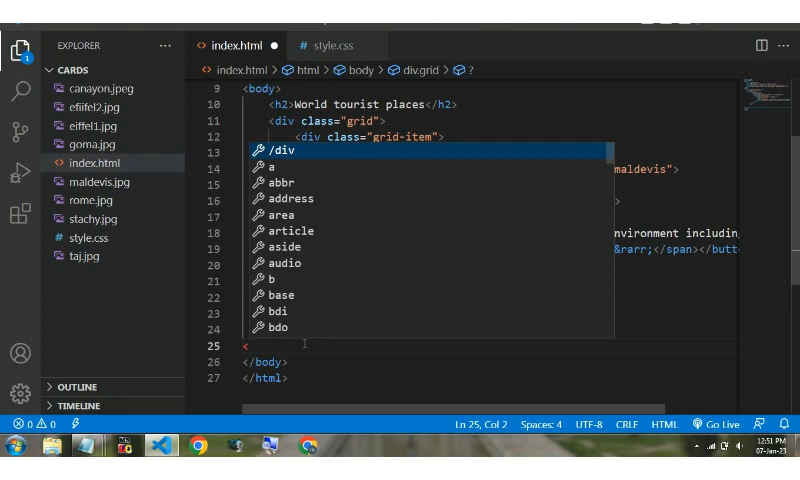 EXPLORER
index.html
# style.css
CARDS
index.html > html > body > div.grid > ?
canayon.jpeg
efiifel2.jpg
eiffel1.jpg
goma.jpg
index.html
maldevis.jpg
rome.jpg
stachy.jpg
# style.css
taj.jpg
OUTLINE
TIMELINE
9 <body>
10 <h2>World tourist places</h2>
11 <div class="grid">
12 <div class="grid-item">
13 /div
a
14 maldevis">
15 abbr
16 address >
17 area
18 article nvironment including
19 aside &rarr;</span></butt
20 audio
21 b
22 base
23 bdi
24 bdo
25 <
26 </body>
27 </html>
0 0
Ln 25, Col 2
Spaces: 4
UTF-8
CRLF
HTML
Go Live
12:51 PM
07-Jan-23
1